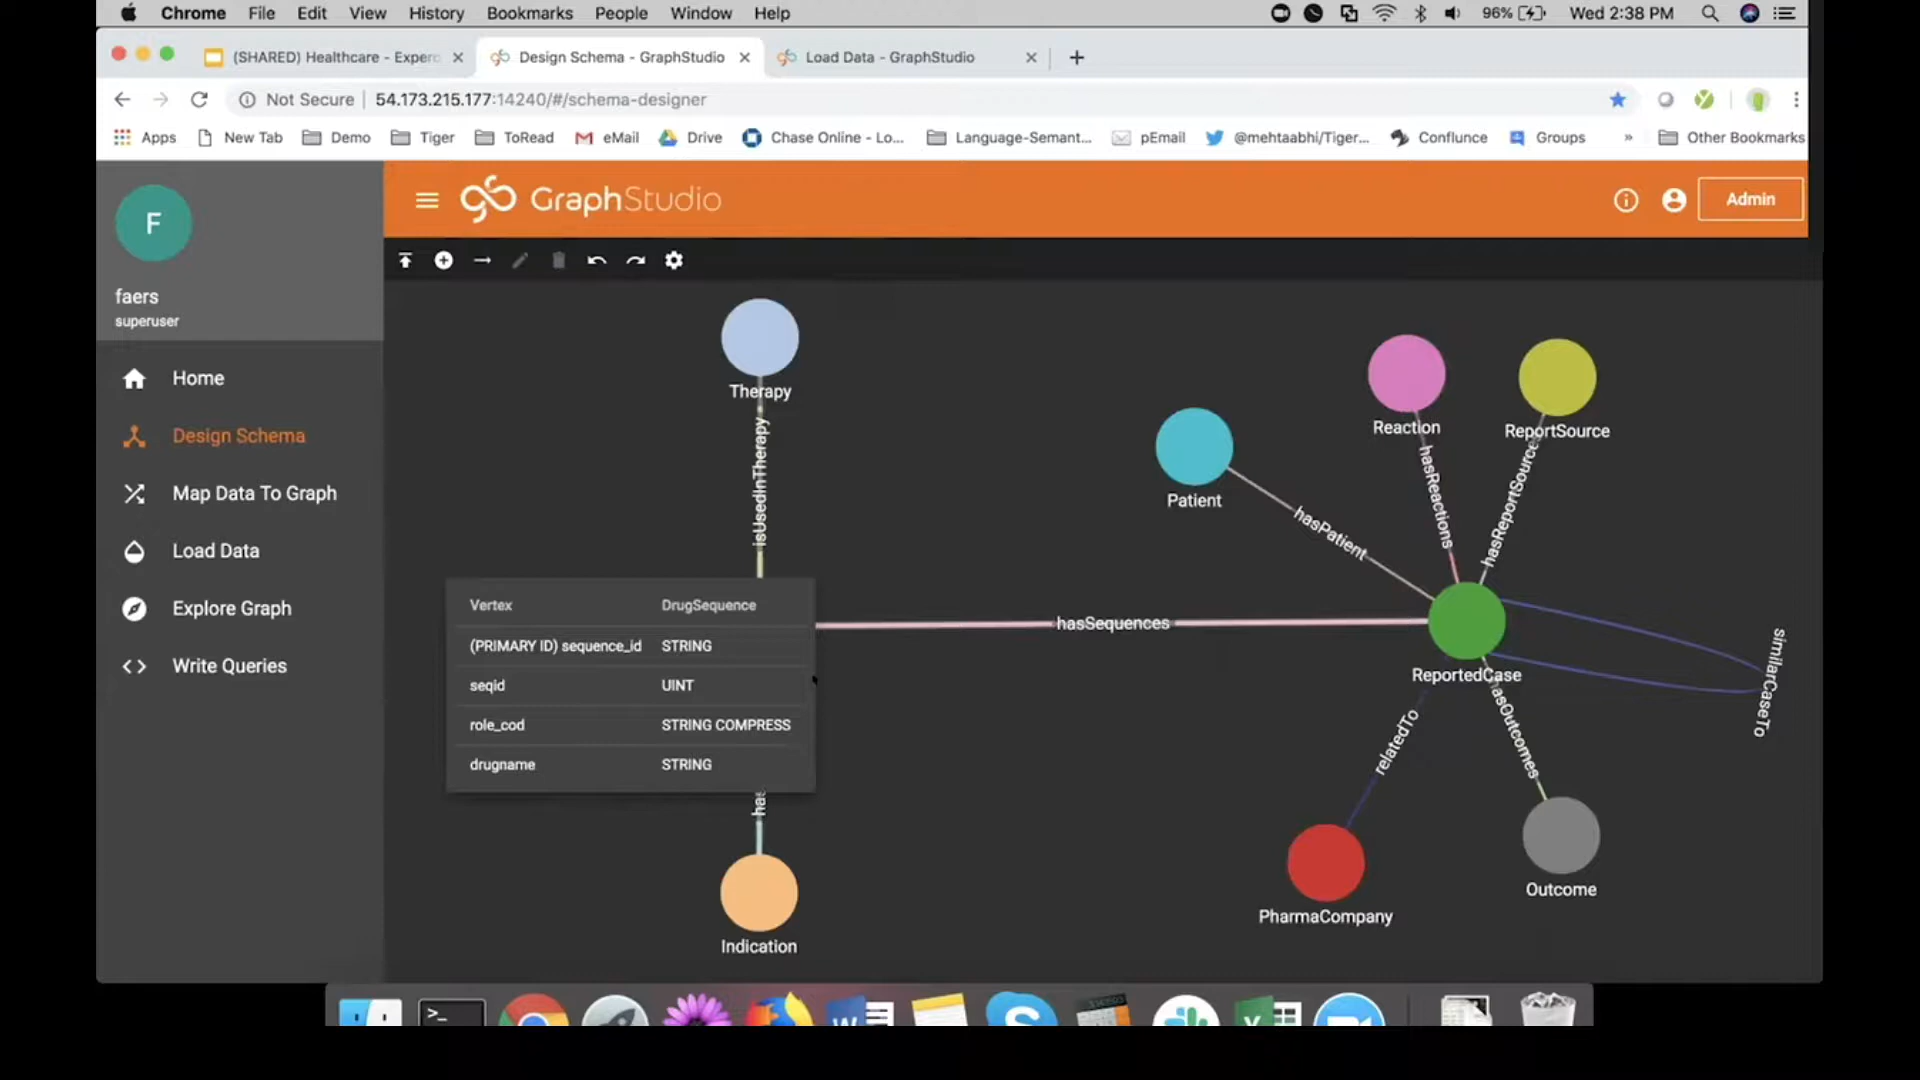 Chrome File Edit View History Bookmarks People Window Help 96% Wed 2:38 PM
(SHARED) Healthcare - Expero Design Schema - GraphStudio Load Data - GraphStudio
Not Secure 54.173.215.177:14240/#/schema-designer
Apps New Tab Demo Tiger ToRead eMail Drive Chase Online - Lo... Language-Semant... pEmail @mehtaabhi/Tiger... Conflunce Groups » Other Bookmarks
F
GraphStudio
Admin
faers
superuser
Home
Design Schema
Map Data To Graph
Load Data
Explore Graph
Write Queries
Therapy
isUsedInTherapy
Vertex DrugSequence
(PRIMARY ID) sequence_id STRING
seqid UINT
role_cod STRING COMPRESS
drugname STRING
has
Indication
hasSequences
Patient
hasPatient
Reaction
hasReactions
ReportSource
hasReportSource
ReportedCase
similarCaseTo
relatedTo
hasOutcomes
PharmaCompany
Outcome